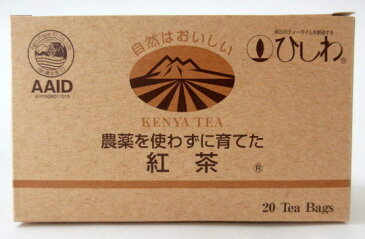 自然はおいしい
KENYA TEA
農薬を使わずに育てた
紅茶
®
20 Tea Bags
AAID
ひしわ®